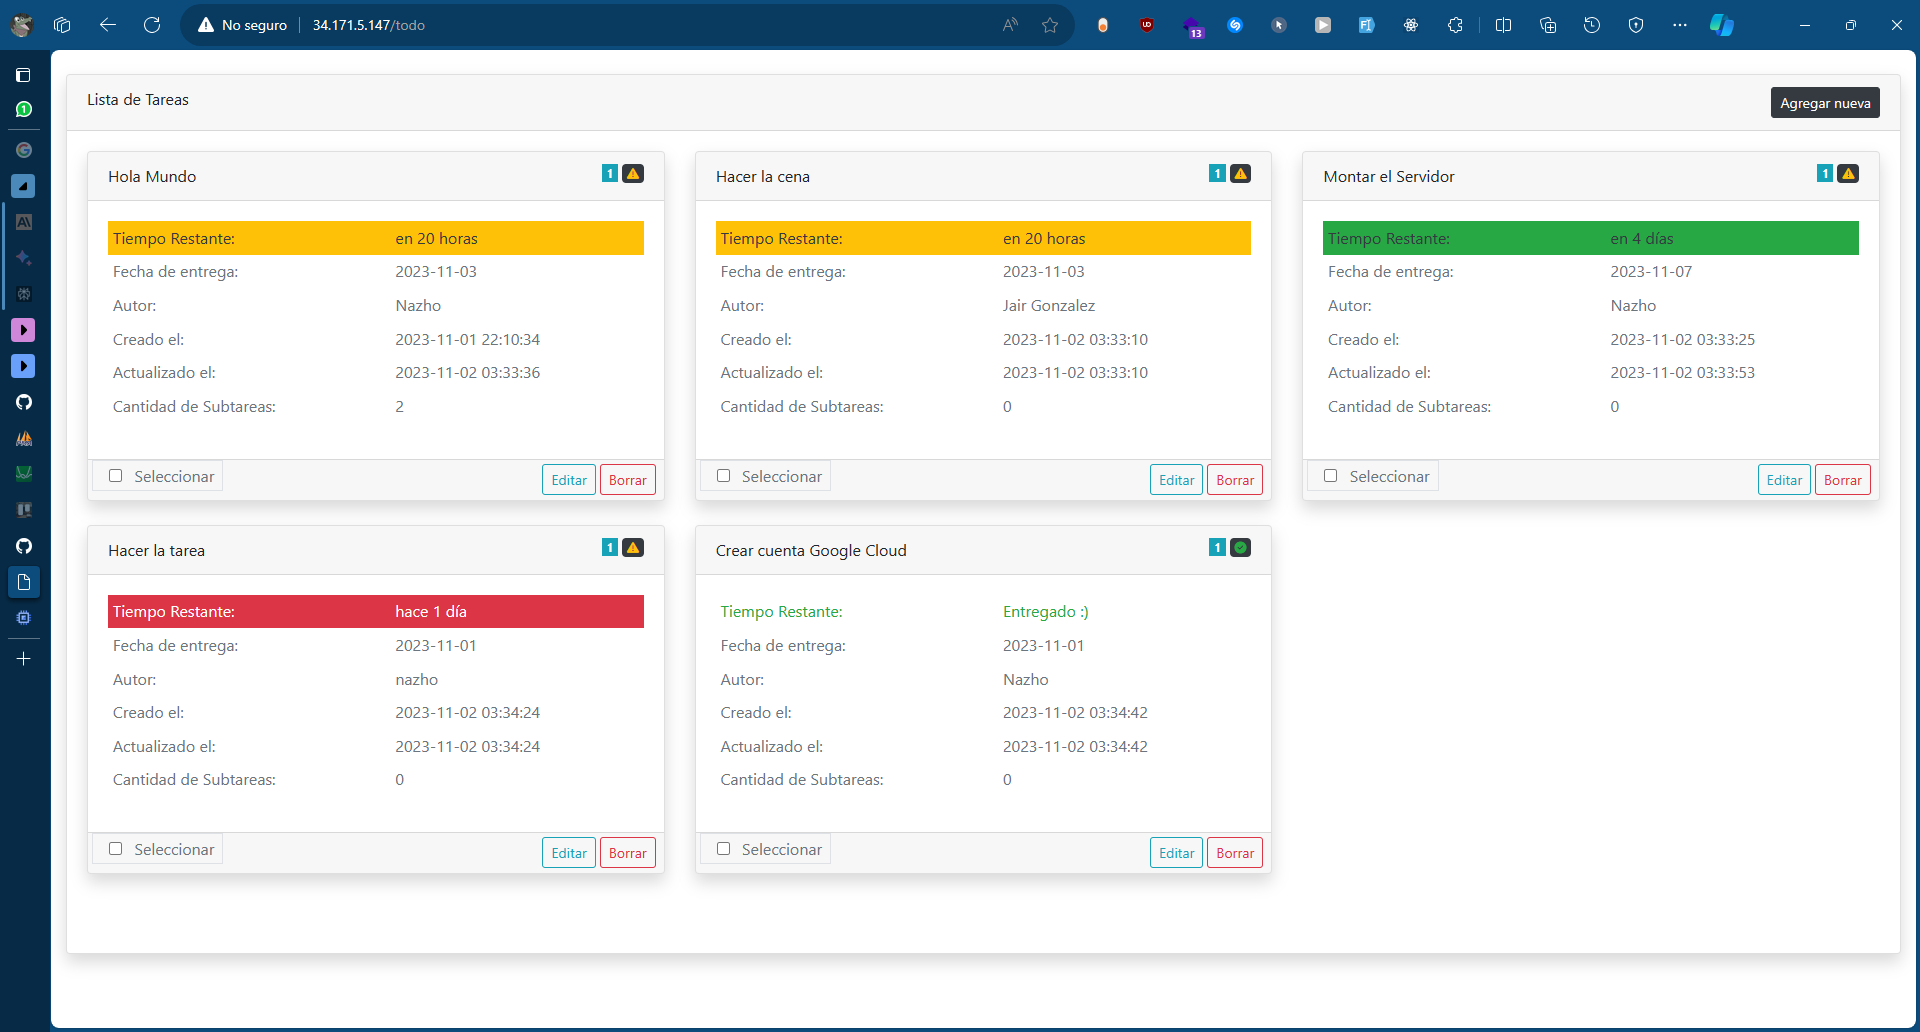 No seguro
34.171.5.147/todo
13
1
Lista de Tareas
Agregar nueva
Hola Mundo
1
Tiempo Restante: en 20 horas
Fecha de entrega: 2023-11-03
Autor: Nazho
Creado el: 2023-11-01 22:10:34
Actualizado el: 2023-11-02 03:33:36
Cantidad de Subtareas: 2
Seleccionar
Editar
Borrar
Hacer la cena
1
Tiempo Restante: en 20 horas
Fecha de entrega: 2023-11-03
Autor: Jair Gonzalez
Creado el: 2023-11-02 03:33:10
Actualizado el: 2023-11-02 03:33:10
Cantidad de Subtareas: 0
Seleccionar
Editar
Borrar
Montar el Servidor
1
Tiempo Restante: en 4 días
Fecha de entrega: 2023-11-07
Autor: Nazho
Creado el: 2023-11-02 03:33:25
Actualizado el: 2023-11-02 03:33:53
Cantidad de Subtareas: 0
Seleccionar
Editar
Borrar
Hacer la tarea
1
Tiempo Restante: hace 1 día
Fecha de entrega: 2023-11-01
Autor: nazho
Creado el: 2023-11-02 03:34:24
Actualizado el: 2023-11-02 03:34:24
Cantidad de Subtareas: 0
Seleccionar
Editar
Borrar
Crear cuenta Google Cloud
1
Tiempo Restante: Entregado :)
Fecha de entrega: 2023-11-01
Autor: Nazho
Creado el: 2023-11-02 03:34:42
Actualizado el: 2023-11-02 03:34:42
Cantidad de Subtareas: 0
Seleccionar
Editar
Borrar